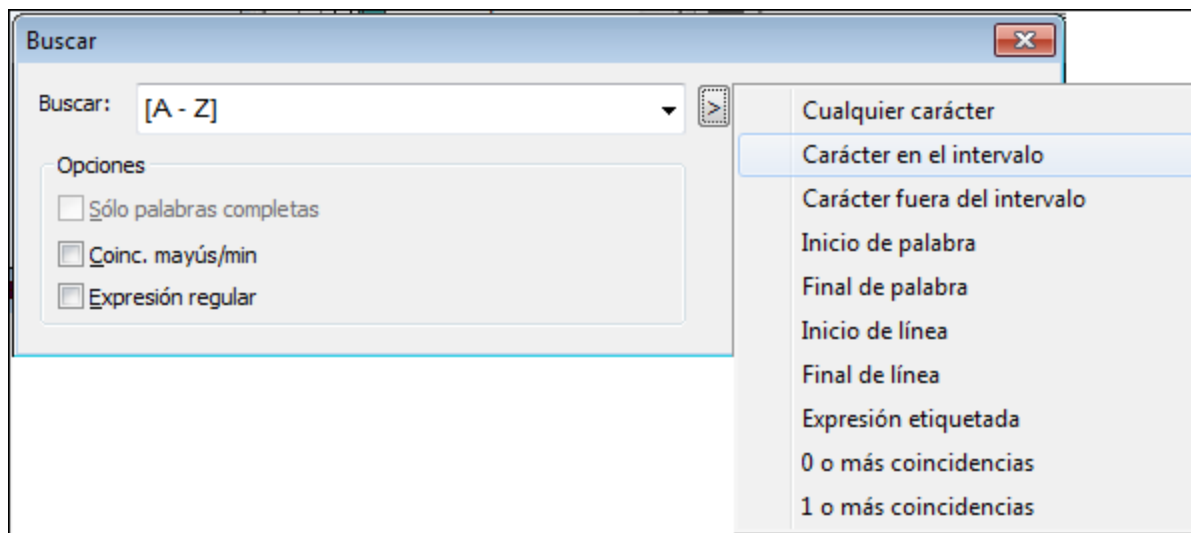 Buscar
Buscar:
[A - Z]
>
Opciones
Sólo palabras completas
Coinc. mayús/min
Expresión regular
Cualquier carácter
Carácter en el intervalo
Carácter fuera del intervalo
Inicio de palabra
Final de palabra
Inicio de línea
Final de línea
Expresión etiquetada
0 o más coincidencias
1 o más coincidencias